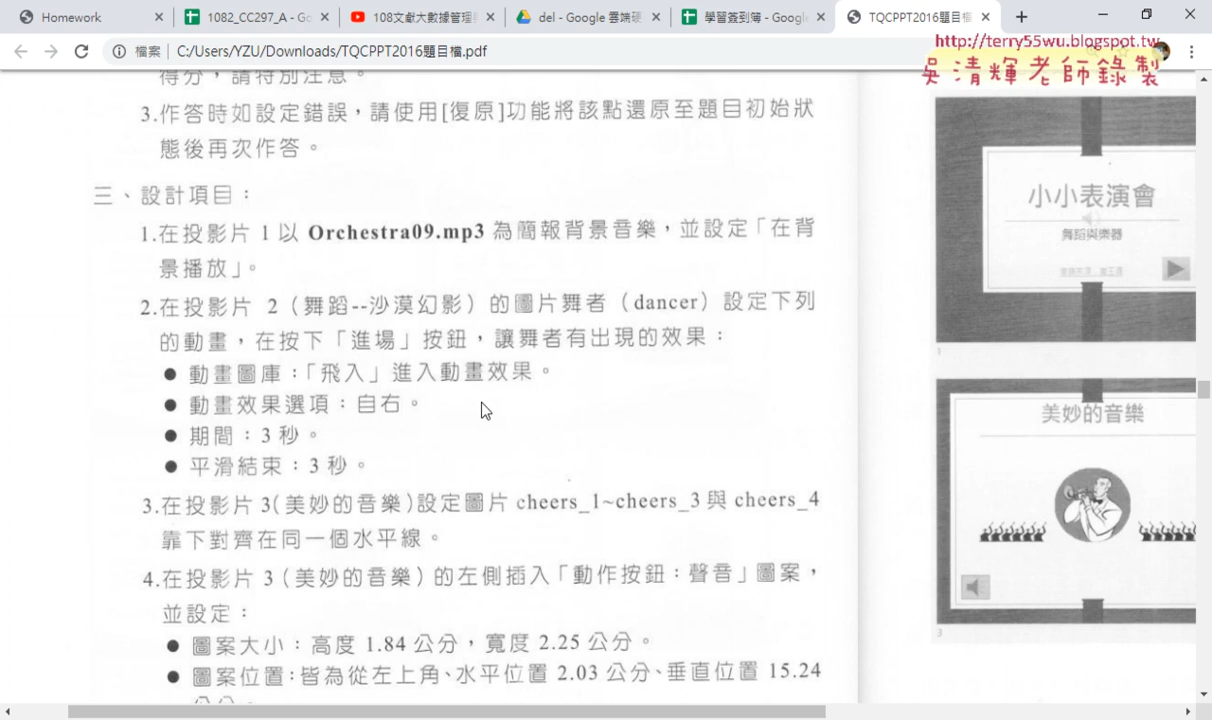 Homework
1082_CC297_A - Go
108文獻大數據管理
del - Google 雲端硬
學習簽到簿 - Google
TQCPPT2016題目檔.p
檔案
C:/Users/YZU/Downloads/TQCPPT2016題目檔.pdf
http://terry55wu.blogspot.tw
吳清輝老師錄製
得分，請特別注意。
3.作答時如設定錯誤，請使用[復原]功能將該點還原至題目初始狀
態後再次作答。
三、設計項目：
1.在投影片 1 以 Orchestra09.mp3 為簡報背景音樂，並設定「在背
景播放」。
2.在投影片 2（舞蹈--沙漠幻影）的圖片舞者（dancer）設定下列
的動畫，在按下「進場」按鈕，讓舞者有出現的效果：
● 動畫圖庫：「飛入」進入動畫效果。
● 動畫效果選項：自右。
● 期間：3 秒。
● 平滑結束：3 秒。
3.在投影片 3(美妙的音樂)設定圖片 cheers_1~cheers_3 與 cheers_4
靠下對齊在同一個水平線。
4.在投影片 3（美妙的音樂）的左側插入「動作按鈕：聲音」圖案，
並設定：
● 圖案大小：高度 1.84 公分，寬度 2.25 公分。
● 圖案位置：皆為從左上角、水平位置 2.03 公分、垂直位置 15.24
公分。
小小表演會
舞蹈與樂器
1
美妙的音樂
3